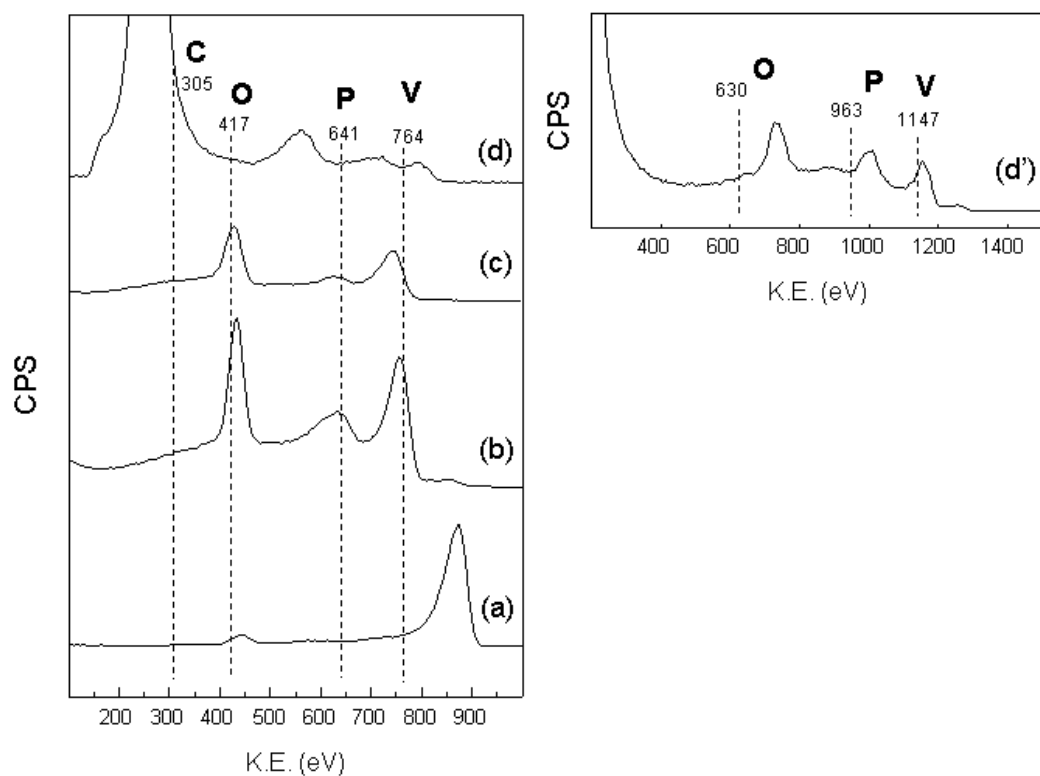 C
305
O
417
P
641
V
764
(d)
(c)
(b)
(a)
CPS
200 300 400 500 600 700 800 900
K.E. (eV)
O
630
P
963
V
1147
(d')
CPS
400 600 800 1000 1200 1400
K.E. (eV)